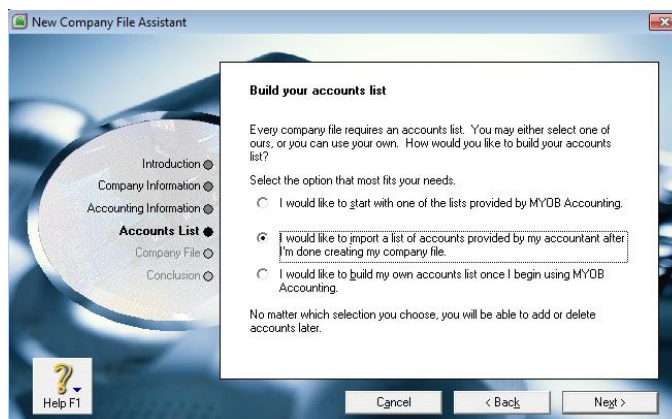 New Company File Assistant
Build your accounts list
Every company file requires an accounts list. You may either select one of
ours, or you can use your own. How would you like to build your accounts
list?
Select the option that most fits your needs.
I would like to start with one of the lists provided by MYOB Accounting.
I would like to import a list of accounts provided by my accountant after
I'm done creating my company file.
I would like to build my own accounts list once I begin using MYOB
Accounting.
No matter which selection you choose, you will be able to add or delete
accounts later.
Introduction
Company Information
Accounting Information
Accounts List
Company File
Conclusion
Help F1
Cancel
< Back
Next >